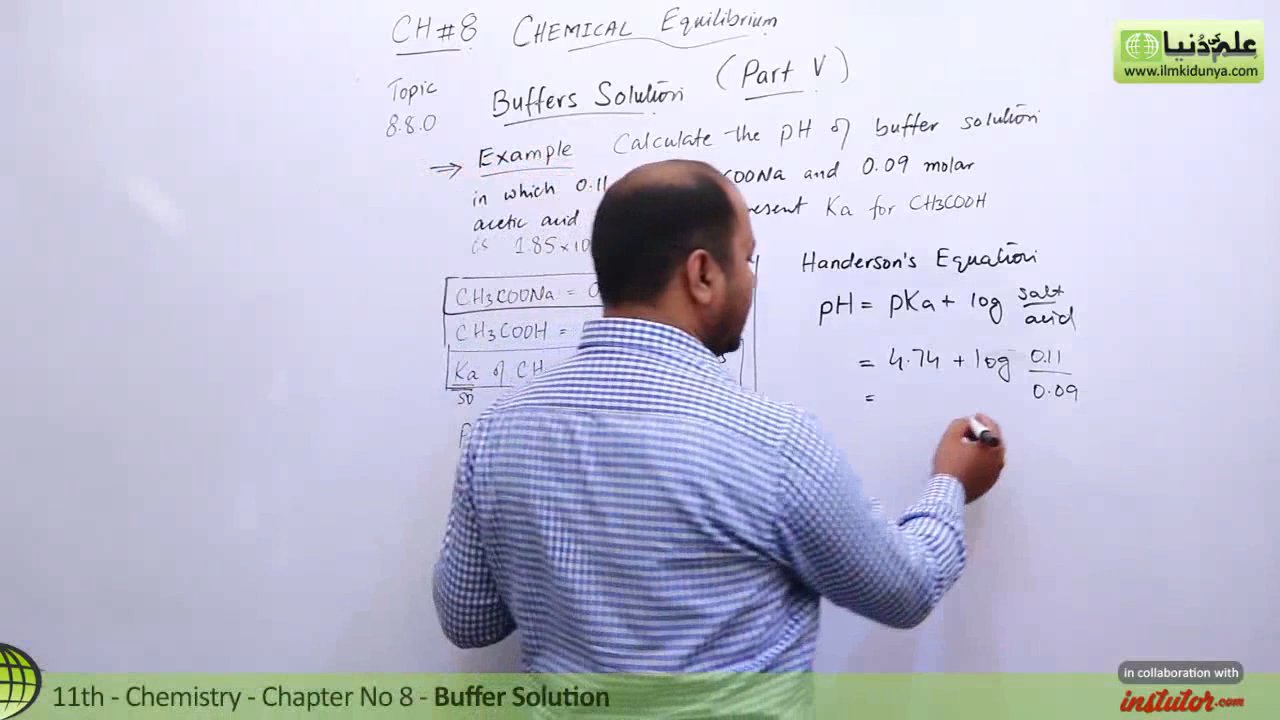 CH#8 CHEMICAL Equilibrium
علم کی دُنیا
www.ilmkidunya.com
Topic
8.8.0
Buffers Solution (Part V)
⇒ Example Calculate the pH of buffer solution
in which 0.11 COONa and 0.09 molar
acetic acid Ka for CH3COOH
is 1.85×10
CH3COONa = 0
CH3COOH =
Ka of CH
so
P
Handerson's Equation
pH = pKa + log salt
acid
= 4.74 + log 0.11
0.09
=
11th - Chemistry - Chapter No 8 - Buffer Solution
in collaboration with
instutor.com